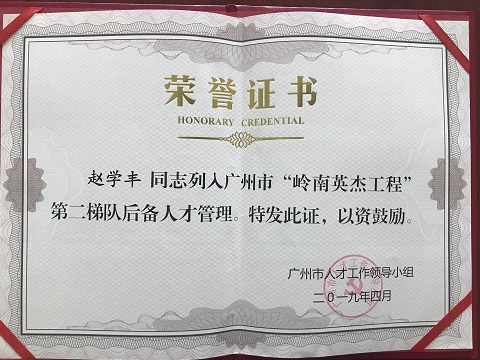 荣誉证书
HONORARY CREDENTIAL
赵学丰 同志列入广州市“岭南英杰工程”
第二梯队后备人才管理。特发此证，以资鼓励。
广州市人才工作领导小组
二0一九年四月